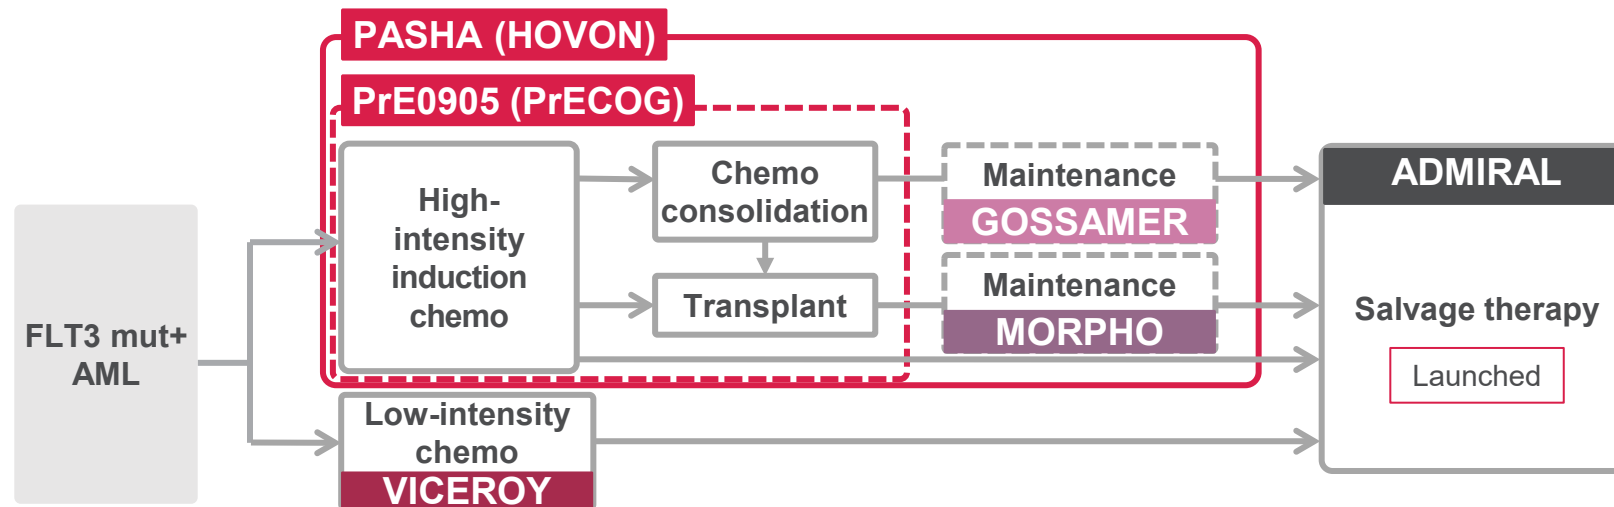 PASHA (HOVON)
PrE0905 (PrECOG)
FLT3 mut+
AML
High-
intensity
induction
chemo
Chemo
consolidation
Transplant
Maintenance
GOSSAMER
Maintenance
MORPHO
Low-intensity
chemo
VICEROY
ADMIRAL
Salvage therapy
Launched